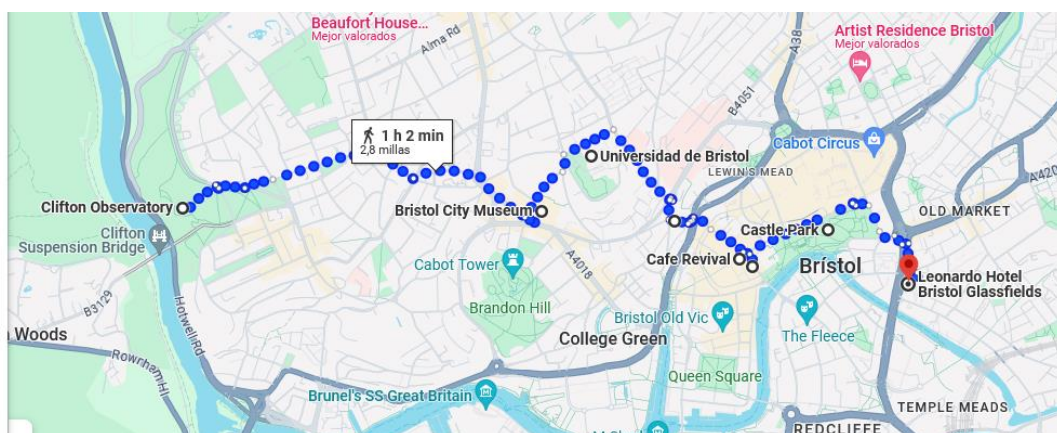 Beaufort House...
Mejor valorados
Alma Rd
A38
Artist Residence Bristol
Mejor valorados
B4051
1 h 2 min
2,8 millas
Universidad de Bristol
Cabot Circus
LEWIN'S MEAD
A420
Clifton Observatory
Bristol City Museum
OLD MARKET
Clifton
Suspension Bridge
Castle Park
A4018
Cabot Tower
Cafe Revival
Brístol
Leonardo Hotel
Bristol Glassfields
B3129
Brandon Hill
Hotwell Rd
Bristol Old Vic
The Fleece
Woods
College Green
Rownham Hl
Queen Square
Brunel's SS Great Britain
TEMPLE MEADS
REDCLIFFE